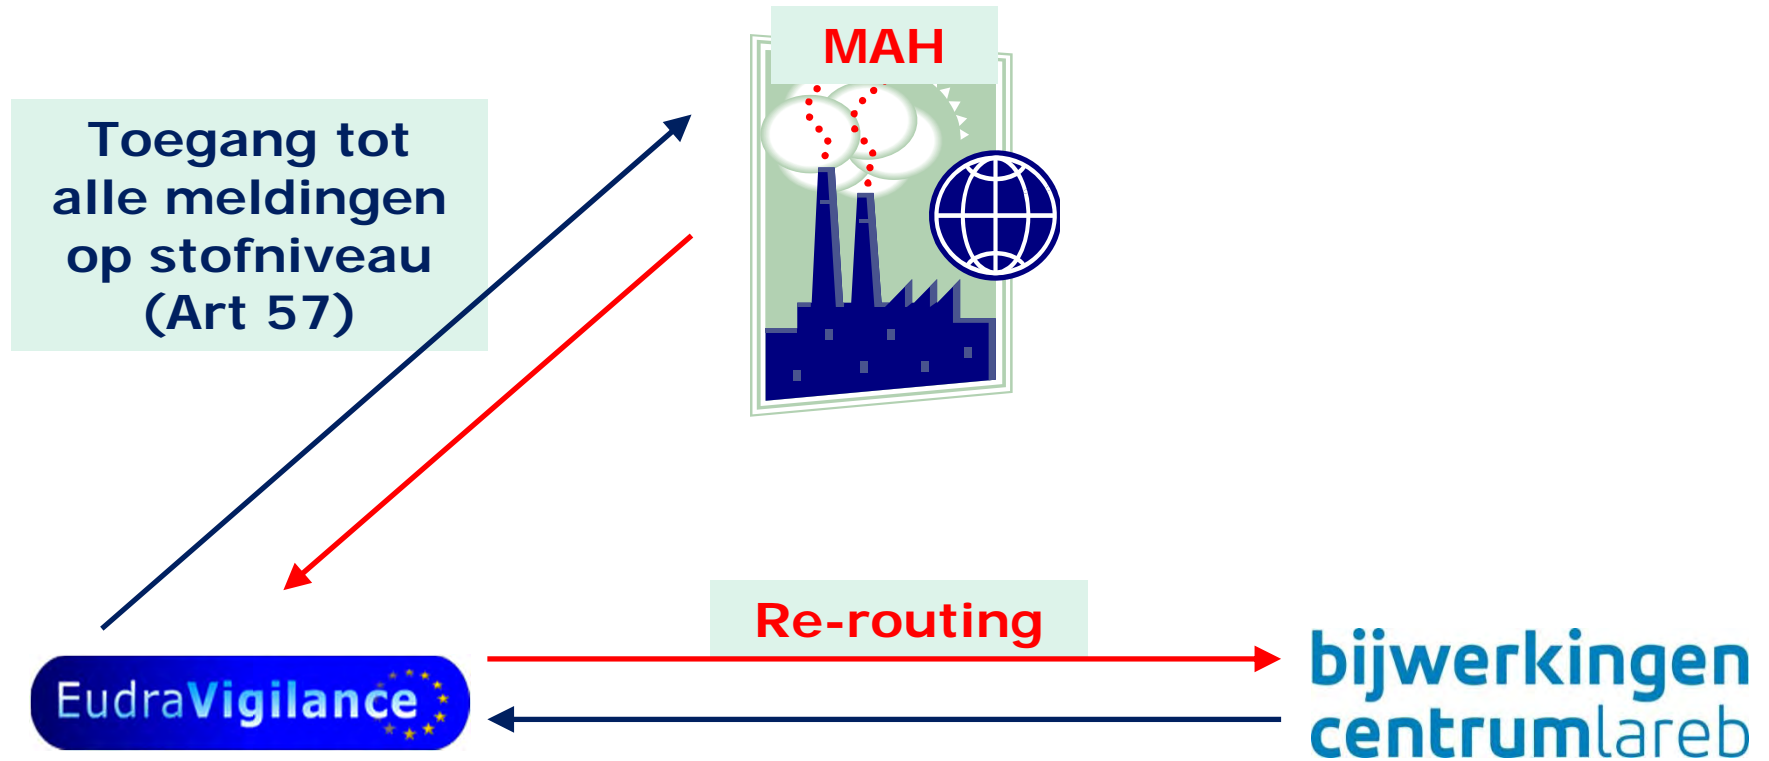 MAH
Toegang tot
alle meldingen
op stofniveau
(Art 57)
Re-routing
EudraVigilance
bijwerkingen
centrumlareb